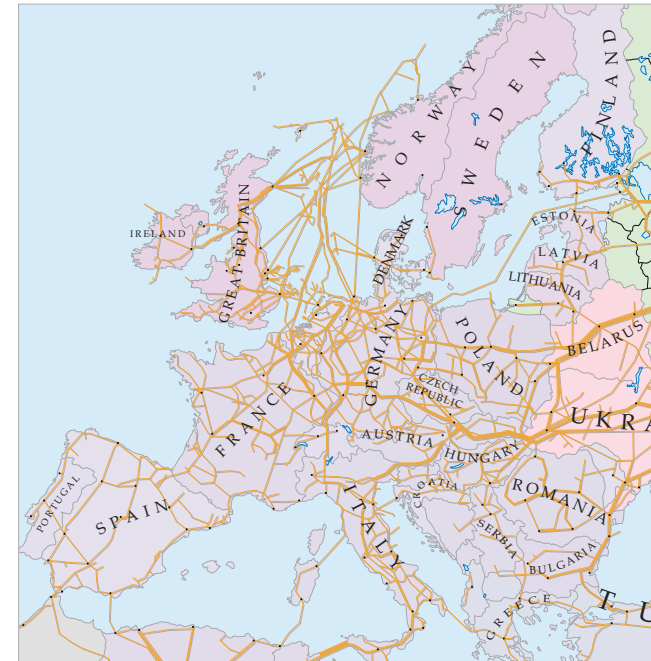 FINLAND
NORWAY
SWEDEN
ESTONIA
IRELAND
GREAT-BRITAIN
DENMARK
LATVIA
LITHUANIA
BELARUS
GERMANY
POLAND
CZECH
REPUBLIC
FRANCE
UKRA
AUSTRIA
HUNGARY
PORTUGAL
SPAIN
ITALY
CROATIA
ROMANIA
SERBIA
BULGARIA
GREECE
TU